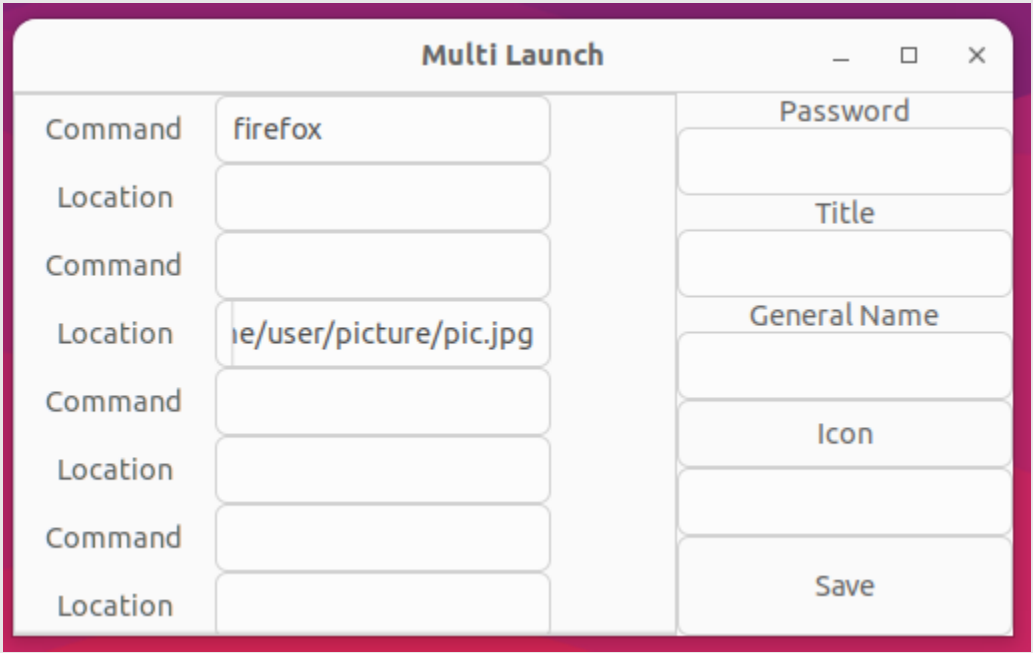 Multi Launch
Command firefox
Location
Command
Location e/user/picture/pic.jpg
Command
Location
Command
Location
Password
Title
General Name
Icon
Save